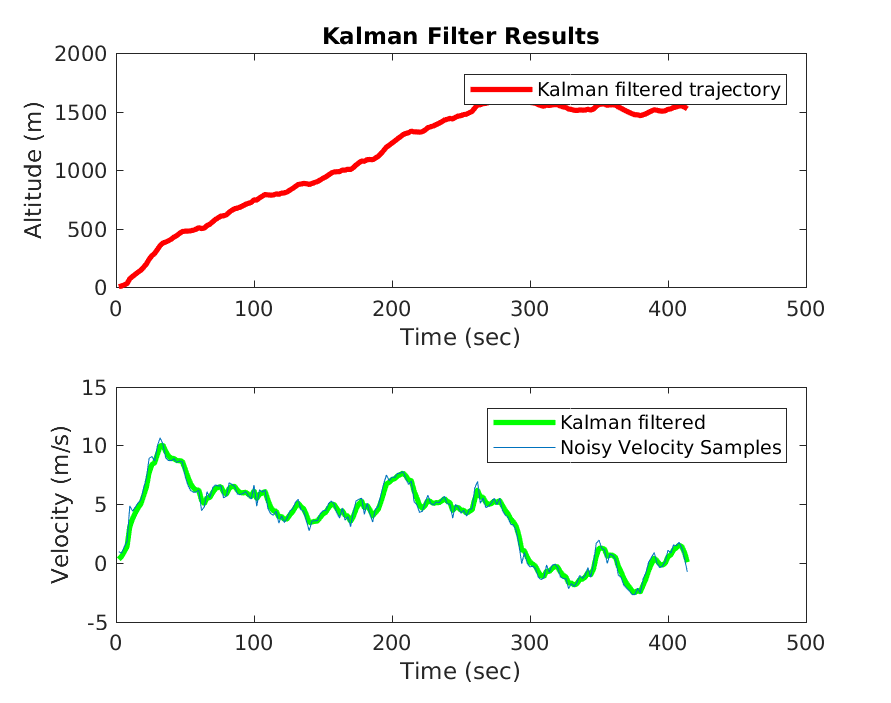 Kalman Filter Results
2000
1500
1000
500
0
Altitude (m)
Kalman filtered trajectory
0 100 200 300 400 500
Time (sec)
15
10
5
0
-5
Velocity (m/s)
Kalman filtered
Noisy Velocity Samples
0 100 200 300 400 500
Time (sec)